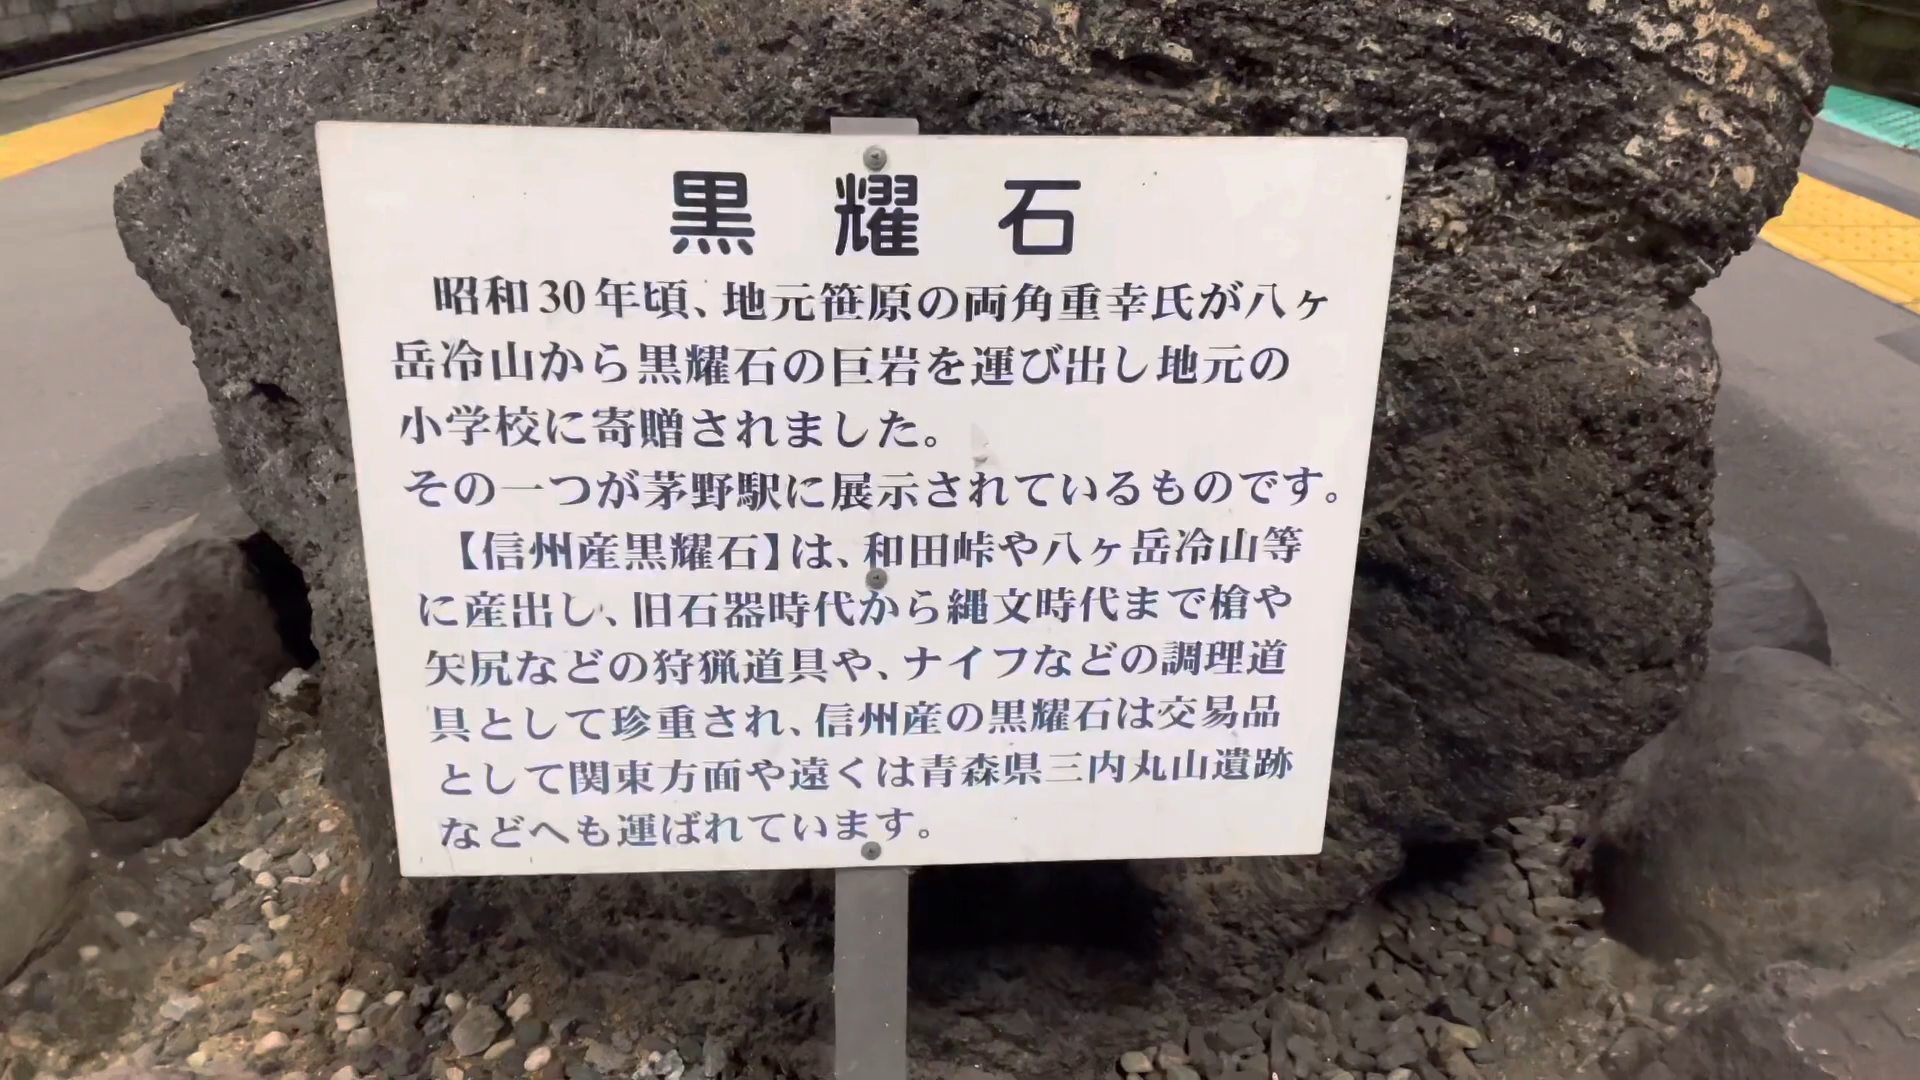 黒耀石
昭和30年頃、地元笹原の両角重幸氏が八ヶ
岳冷山から黒耀石の巨岩を運び出し地元の
小学校に寄贈されました。
その一つが茅野駅に展示されているものです。
【信州産黒耀石】は、和田峠や八ヶ岳冷山等
に産出し、旧石器時代から縄文時代まで槍や
矢尻などの狩猟道具や、ナイフなどの調理道
具として珍重され、信州産の黒耀石は交易品
として関東方面や遠くは青森県三内丸山遺跡
などへも運ばれています。